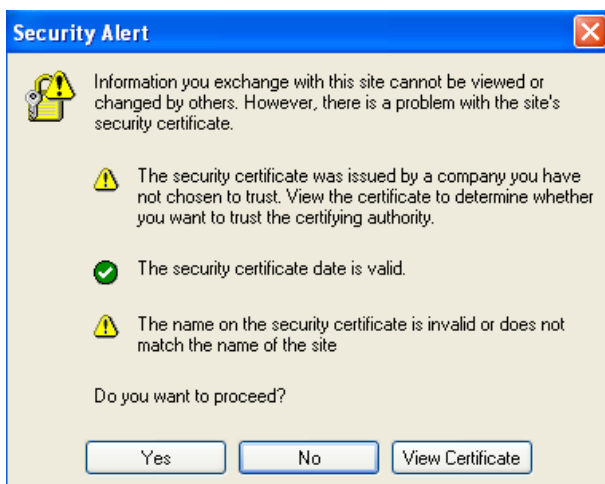 Security Alert
Information you exchange with this site cannot be viewed or
changed by others. However, there is a problem with the site's
security certificate.
The security certificate was issued by a company you have
not chosen to trust. View the certificate to determine whether
you want to trust the certifying authority.
The security certificate date is valid.
The name on the security certificate is invalid or does not
match the name of the site
Do you want to proceed?
Yes No View Certificate